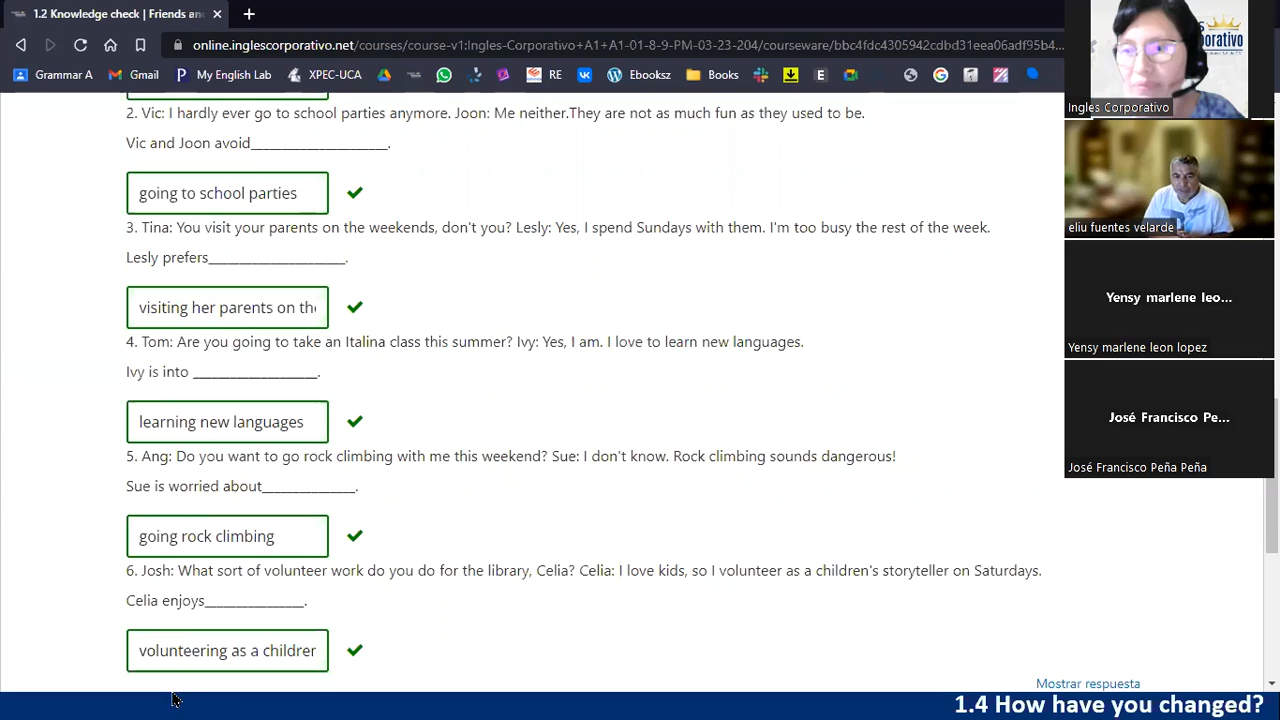 1.2 Knowledge check | Friends an
online.inglescorporativo.net/courses/course-v1:Ingles-Corporativo+A1+A1-01-8-9-PM-03-23-204/courseware/bbc4fdc4305942cdbd31eea06adf95b4...
Grammar A Gmail My English Lab XPEC-UCA RE Ebooksz Books
2. Vic: I hardly ever go to school parties anymore. Joon: Me neither.They are not as much fun as they used to be.
Vic and Joon avoid____________________.
going to school parties
3. Tina: You visit your parents on the weekends, don't you? Lesly: Yes, I spend Sundays with them. I'm too busy the rest of the week.
Lesly prefers____________________.
visiting her parents on the
4. Tom: Are you going to take an Italina class this summer? Ivy: Yes, I am. I love to learn new languages.
Ivy is into __________________.
learning new languages
5. Ang: Do you want to go rock climbing with me this weekend? Sue: I don't know. Rock climbing sounds dangerous!
Sue is worried about______________.
going rock climbing
6. Josh: What sort of volunteer work do you do for the library, Celia? Celia: I love kids, so I volunteer as a children's storyteller on Saturdays.
Celia enjoys_______________.
volunteering as a children
Mostrar respuesta
1.4 How have you changed?
Ingles Corporativo
eliu fuentes velarde
Yensy marlene leo...
Yensy marlene leon lopez
José Francisco Pe...
José Francisco Peña Peña